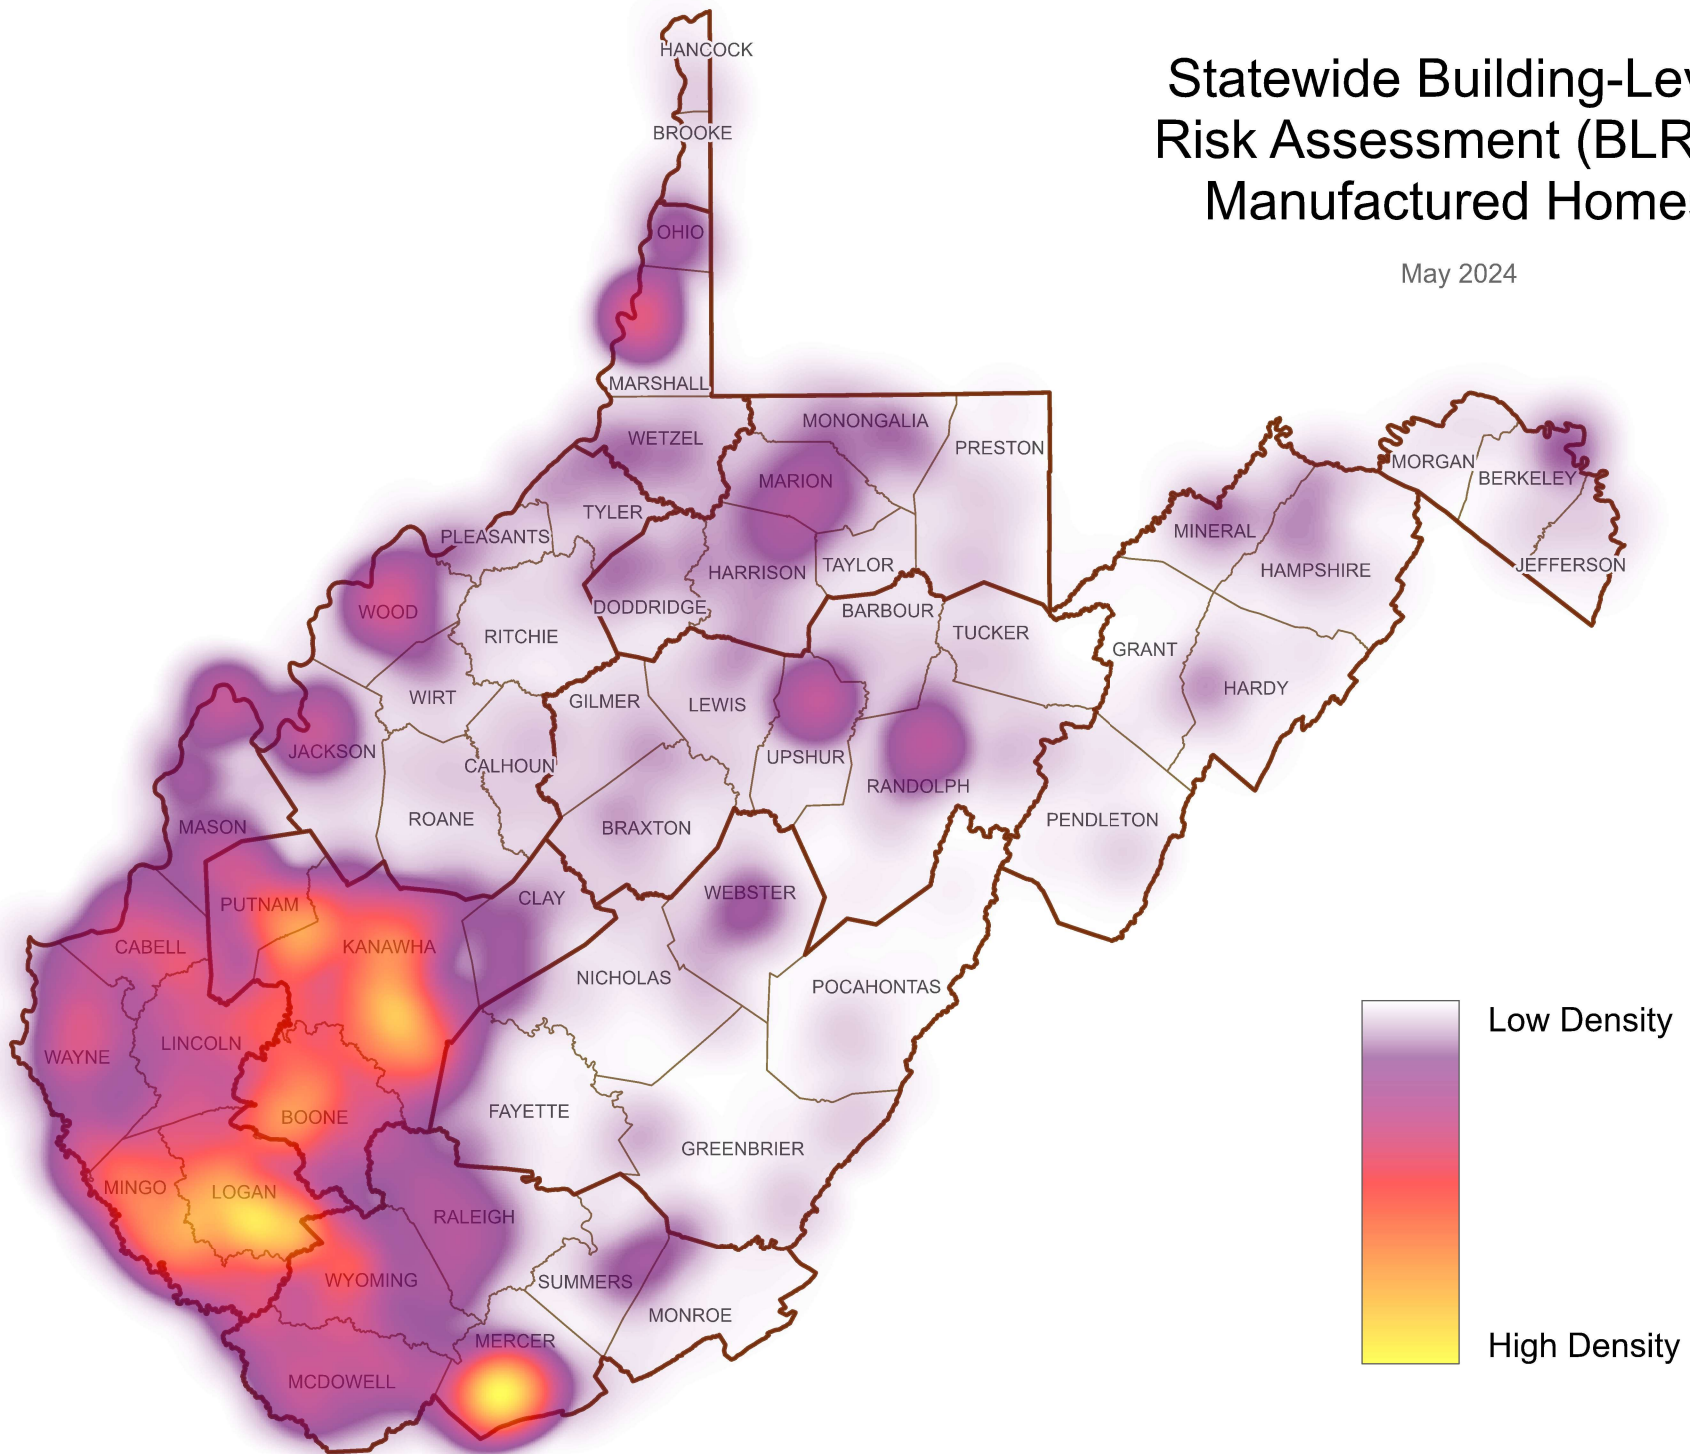 Statewide Building-Lev
Risk Assessment (BLR
Manufactured Homes
May 2024
HANCOCK
BROOKE
OHIO
MARSHALL
WETZEL
MONONGALIA
PRESTON
MARION
TYLER
PLEASANTS
HARRISON
TAYLOR
DODDRIDGE
WOOD
RITCHIE
BARBOUR
TUCKER
MORGAN
BERKELEY
MINERAL
HAMPSHIRE
JEFFERSON
GRANT
HARDY
WIRT
GILMER
LEWIS
JACKSON
CALHOUN
UPSHUR
RANDOLPH
MASON
ROANE
BRAXTON
PENDLETON
PUTNAM
CLAY
WEBSTER
CABELL
KANAWHA
NICHOLAS
POCAHONTAS
WAYNE
LINCOLN
BOONE
FAYETTE
GREENBRIER
MINGO
LOGAN
RALEIGH
WYOMING
SUMMERS
MONROE
MERCER
MCDOWELL
Low Density
High Density